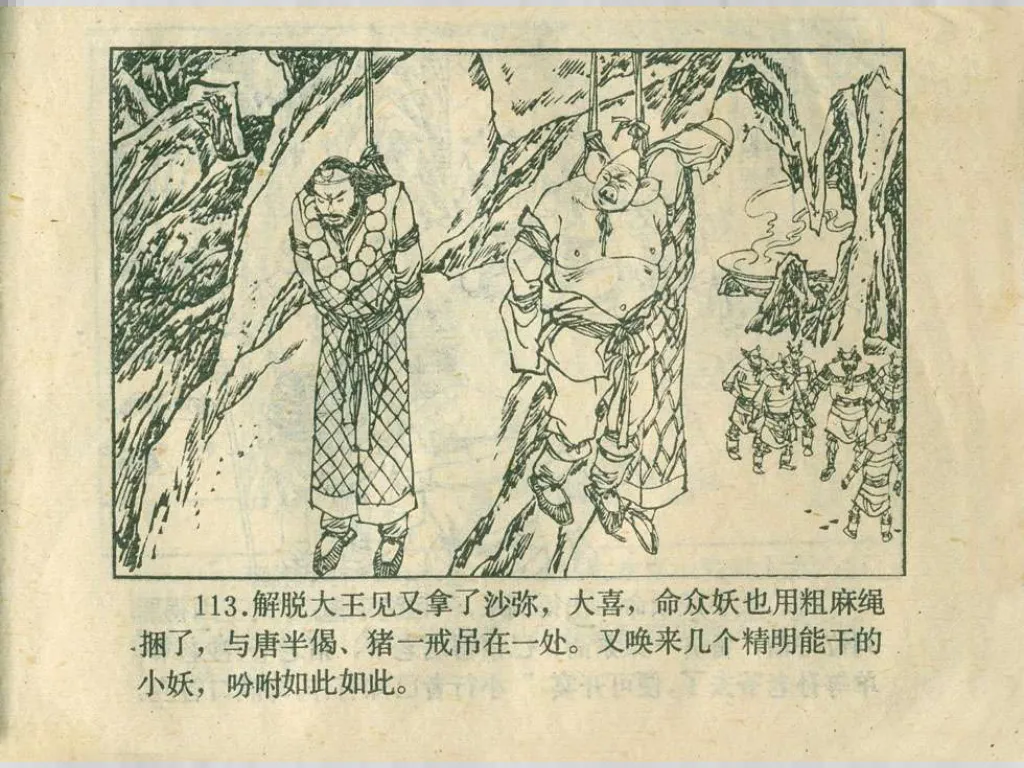 113.解脱大王见又拿了沙弥，大喜，命众妖也用粗麻绳
捆了，与唐半偈、猪一戒吊在一处。又唤来几个精明能干的
小妖，吩咐如此如此。